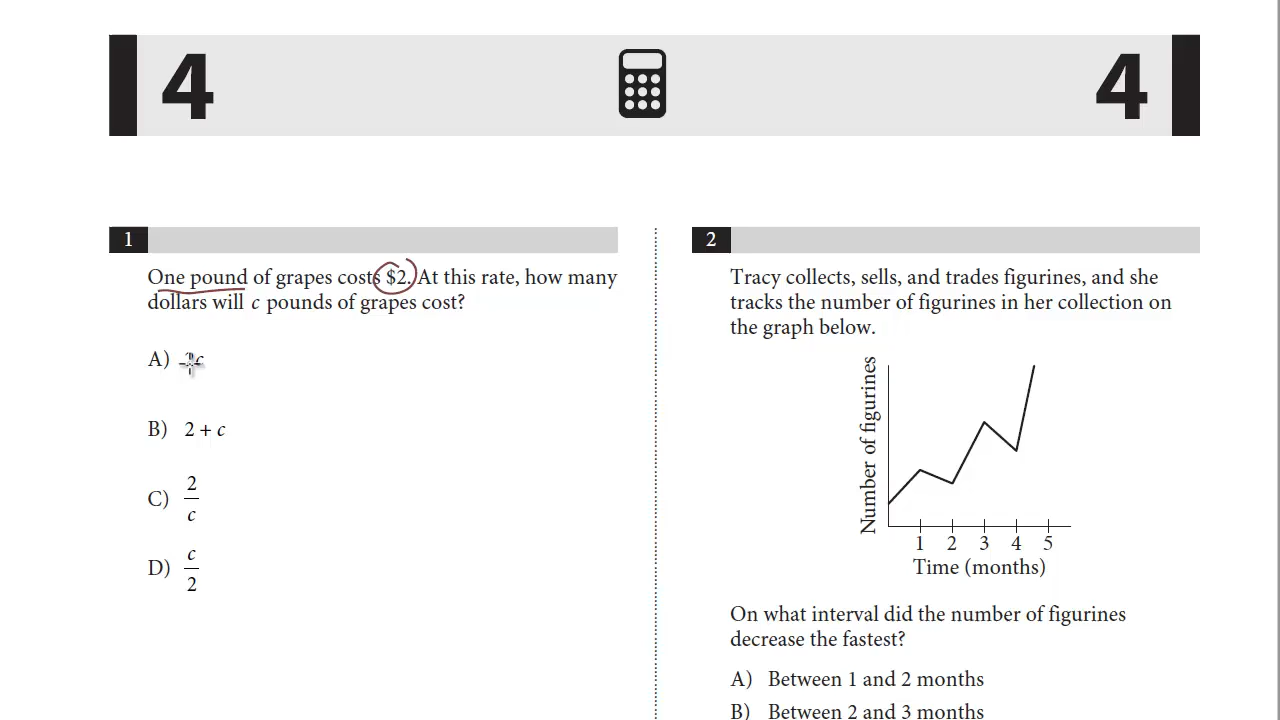 4 4
1
One pound of grapes costs $2. At this rate, how many
dollars will c pounds of grapes cost?
A) 2c
B) 2 + c
C) 2
c
D) c
2
2
Tracy collects, sells, and trades figurines, and she
tracks the number of figurines in her collection on
the graph below.
Number of figurines
1 2 3 4 5
Time (months)
On what interval did the number of figurines
decrease the fastest?
A) Between 1 and 2 months
B) Between 2 and 3 months